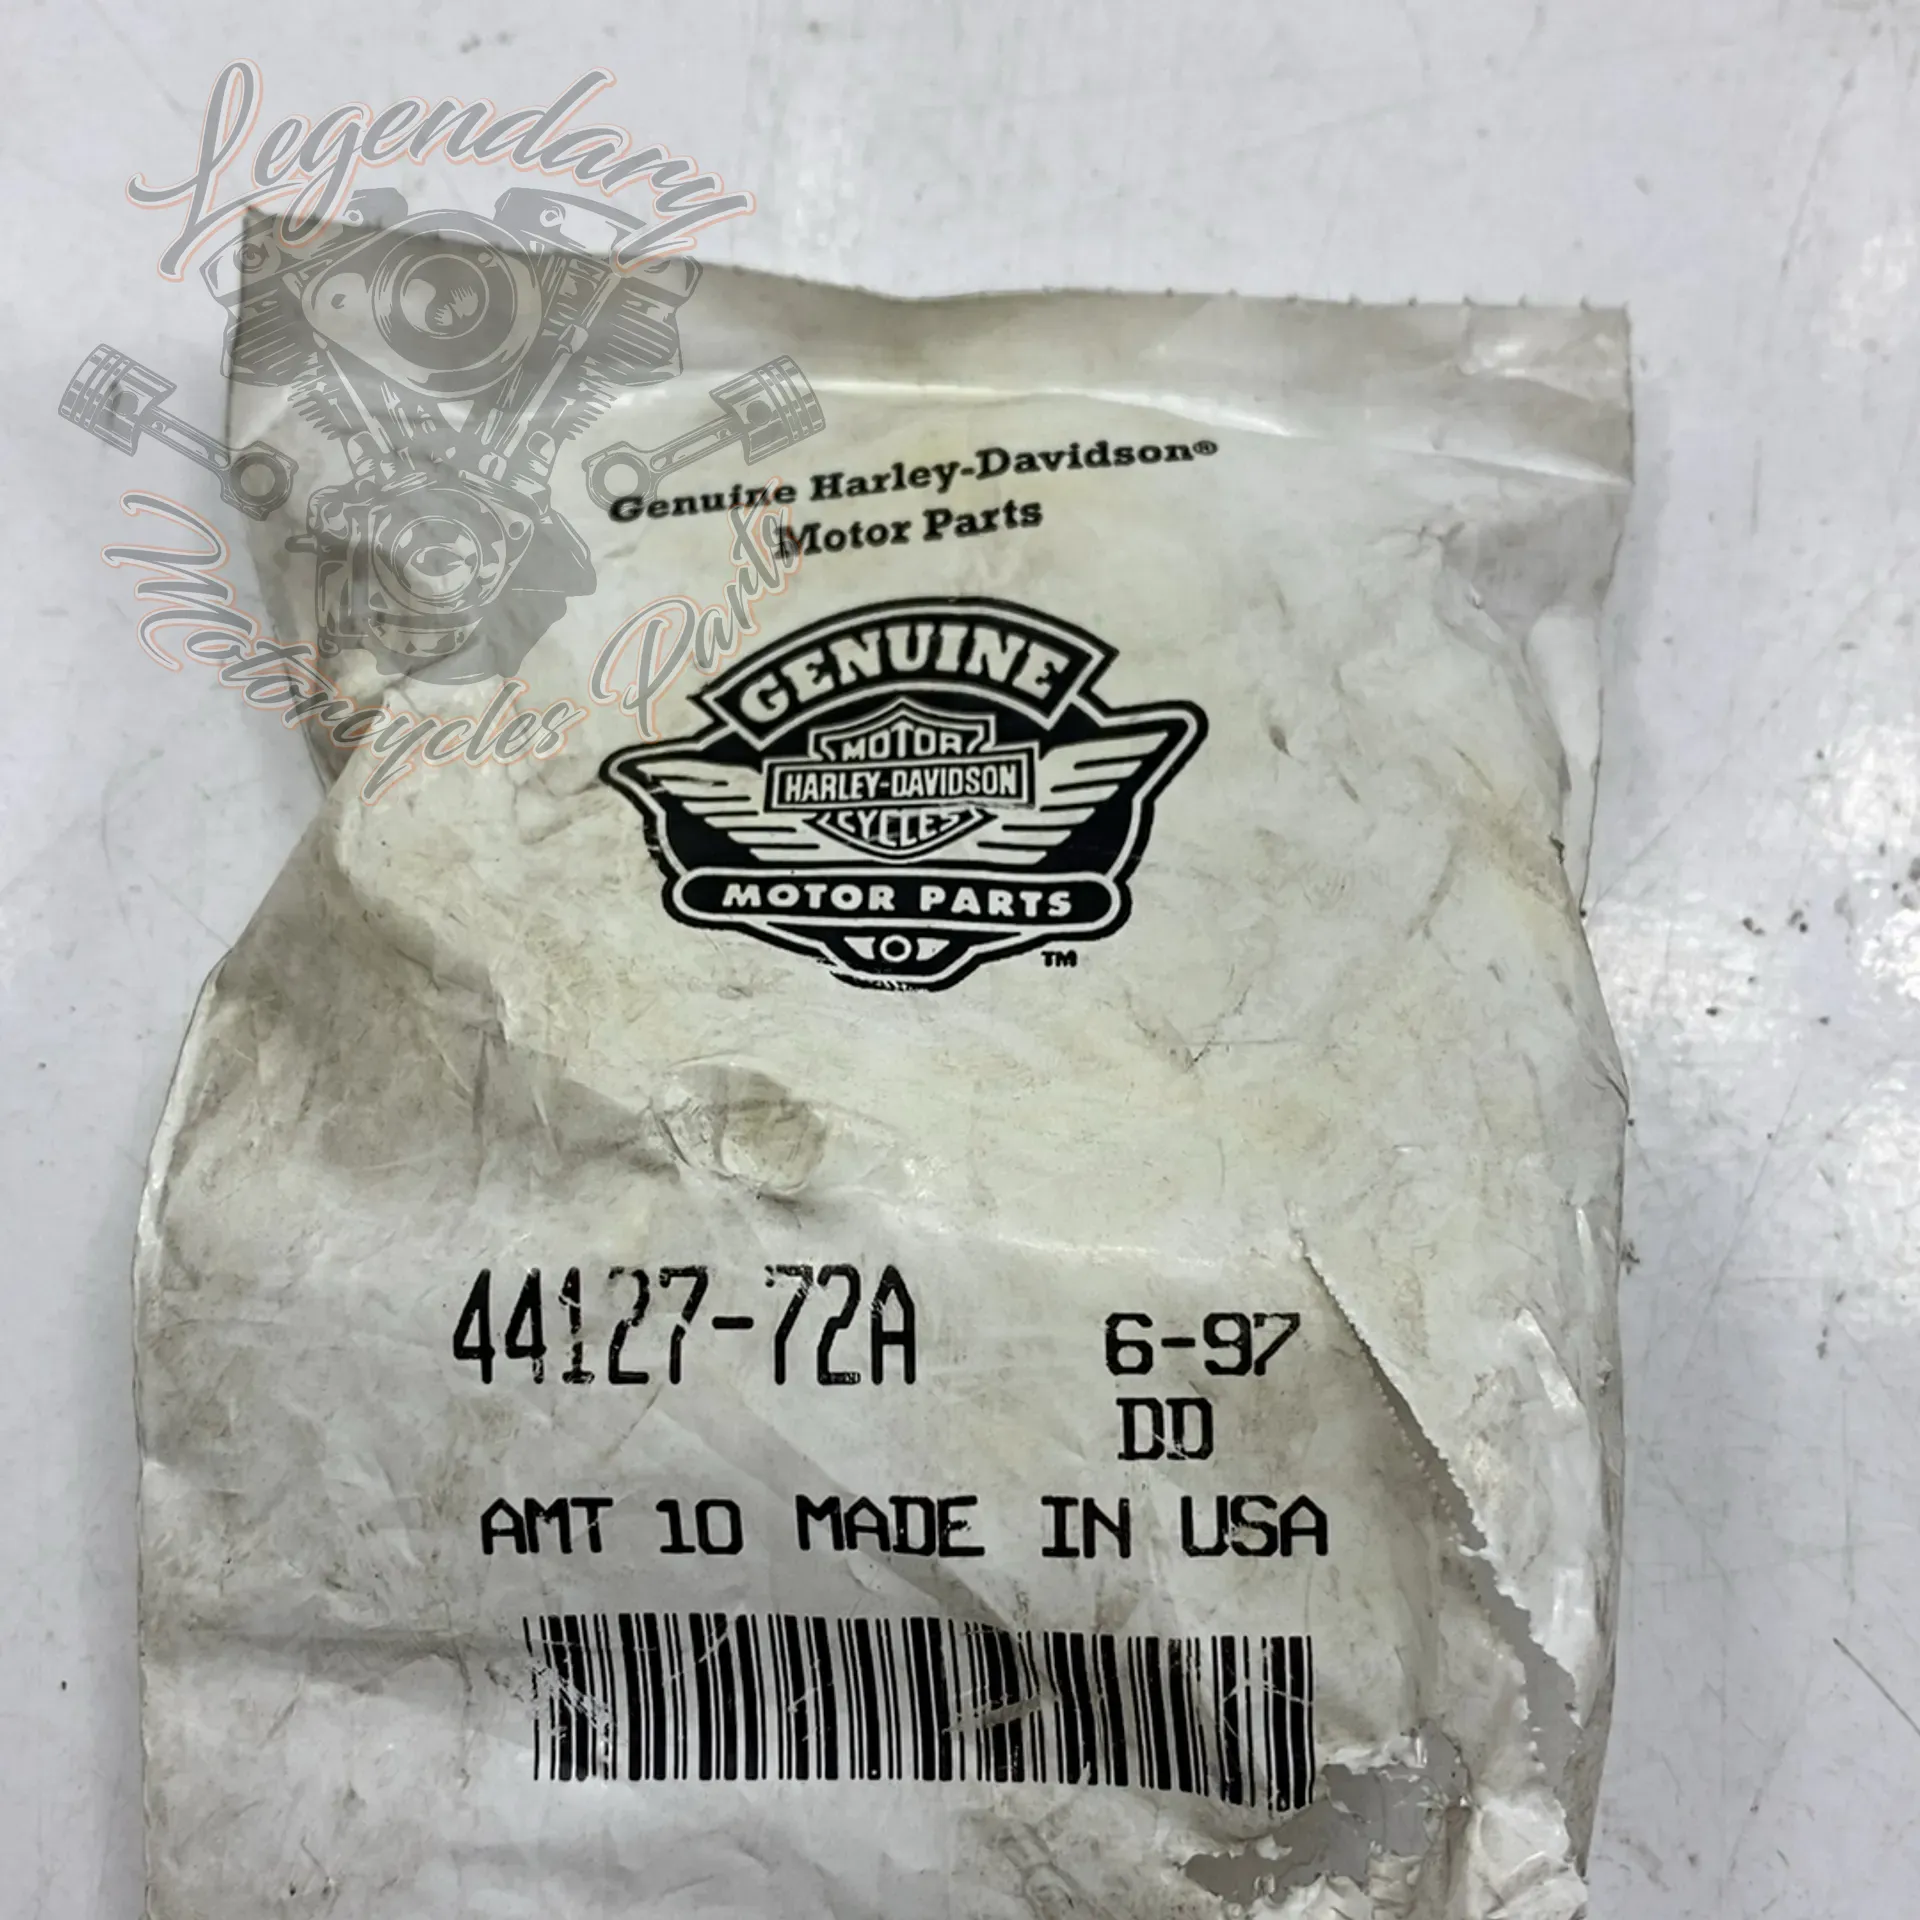 Legendary
Motorcycles Parts
Genuine Harley-Davidson®
Motor Parts
GENUINE
MOTOR
HARLEY-DAVIDSON
CYCLES
MOTOR PARTS
TM
44127-72A
6-97
DD
AMT 10 MADE IN USA